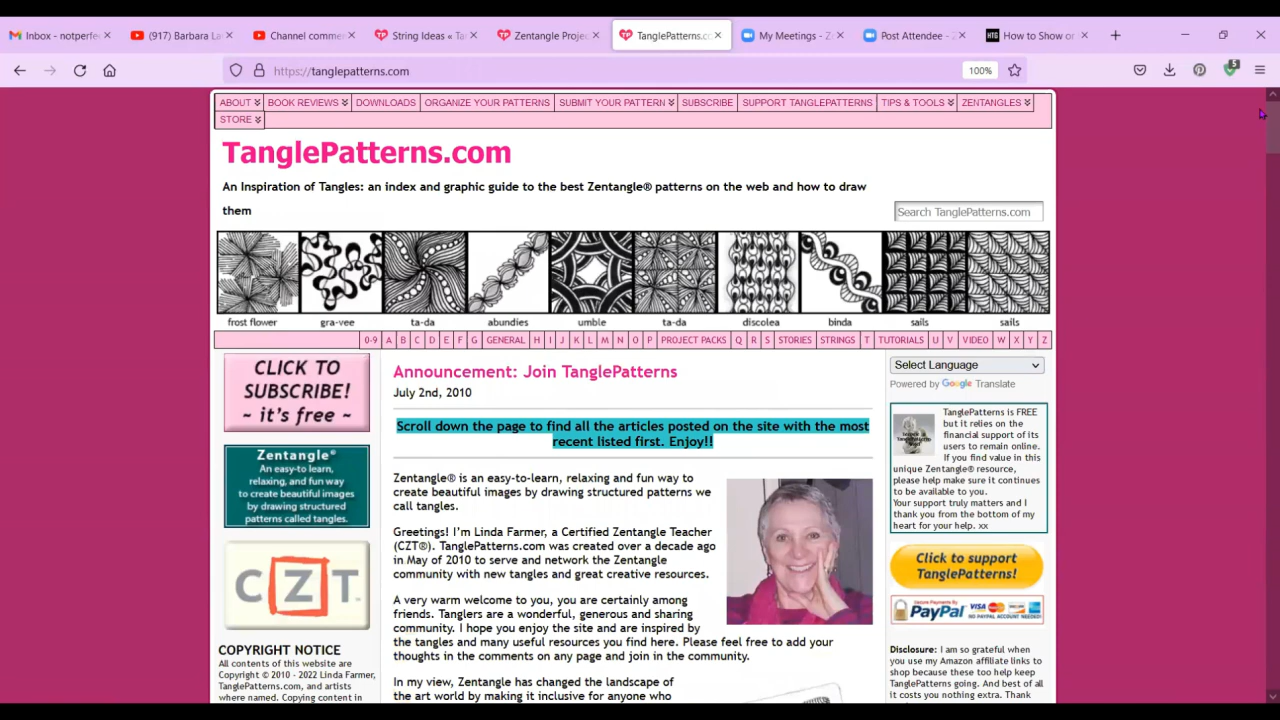 Inbox - notperfe
(917) Barbara La
Channel comme
String Ideas « Ta
Zentangle Proje
TanglePatterns.co
My Meetings - Z
Post Attendee - Z
HTG
How to Show or
https://tanglepatterns.com
100%
5
ABOUT
BOOK REVIEWS
DOWNLOADS
ORGANIZE YOUR PATTERNS
SUBMIT YOUR PATTERN
SUBSCRIBE
SUPPORT TANGLEPATTERNS
TIPS & TOOLS
ZENTANGLES
STORE
TanglePatterns.com
An Inspiration of Tangles: an index and graphic guide to the best Zentangle® patterns on the web and how to draw
them
Search TanglePatterns.com
frost flower
gra-vee
ta-da
abundies
umble
ta-da
discolea
binda
sails
sails
0-9 A B C D E F G GENERAL H I J K L M N O P PROJECT PACKS Q R S STORIES STRINGS T TUTORIALS U V VIDEO W X Y Z
CLICK TO
SUBSCRIBE!
~ it's free ~
Zentangle®
An easy-to learn,
relaxing, and fun way
to create beautiful images
by drawing structured
patterns called tangles.
CZT
COPYRIGHT NOTICE
All contents of this website are
Copyright © 2010 - 2022 Linda Farmer,
TanglePatterns.com, and artists
where named. Copying content in
Announcement: Join TanglePatterns
July 2nd, 2010
Scroll down the page to find all the articles posted on the site with the most
recent listed first. Enjoy!!
Zentangle® is an easy-to-learn, relaxing and fun way to
create beautiful images by drawing structured patterns we
call tangles.
Greetings! I'm Linda Farmer, a Certified Zentangle Teacher
(CZT®). TanglePatterns.com was created over a decade ago
in May of 2010 to serve and network the Zentangle
community with new tangles and great creative resources.
A very warm welcome to you, you are certainly among
friends. Tanglers are a wonderful, generous and sharing
community. I hope you enjoy the site and are inspired by
the tangles and many useful resources you find here. Please feel free to add your
thoughts in the comments on any page and join in the community.
In my view, Zentangle has changed the landscape of
the art world by making it inclusive for anyone who
Select Language
Powered by Google Translate
TanglePatterns is FREE
but it relies on the
financial support of its
users to remain online.
If you find value in this
unique Zentangle® resource,
please help make sure it continues
to be available to you.
Your support truly matters and I
thank you from the bottom of my
heart for your help. xx
Click to support
TanglePatterns!
Secure Payments By
PayPal
VISA
NO PAYPAL ACCOUNT NEEDED!
Disclosure: I am so grateful when
you use my Amazon affiliate links to
shop because these too help keep
TanglePatterns going. And best of all
it costs you nothing extra. Thank